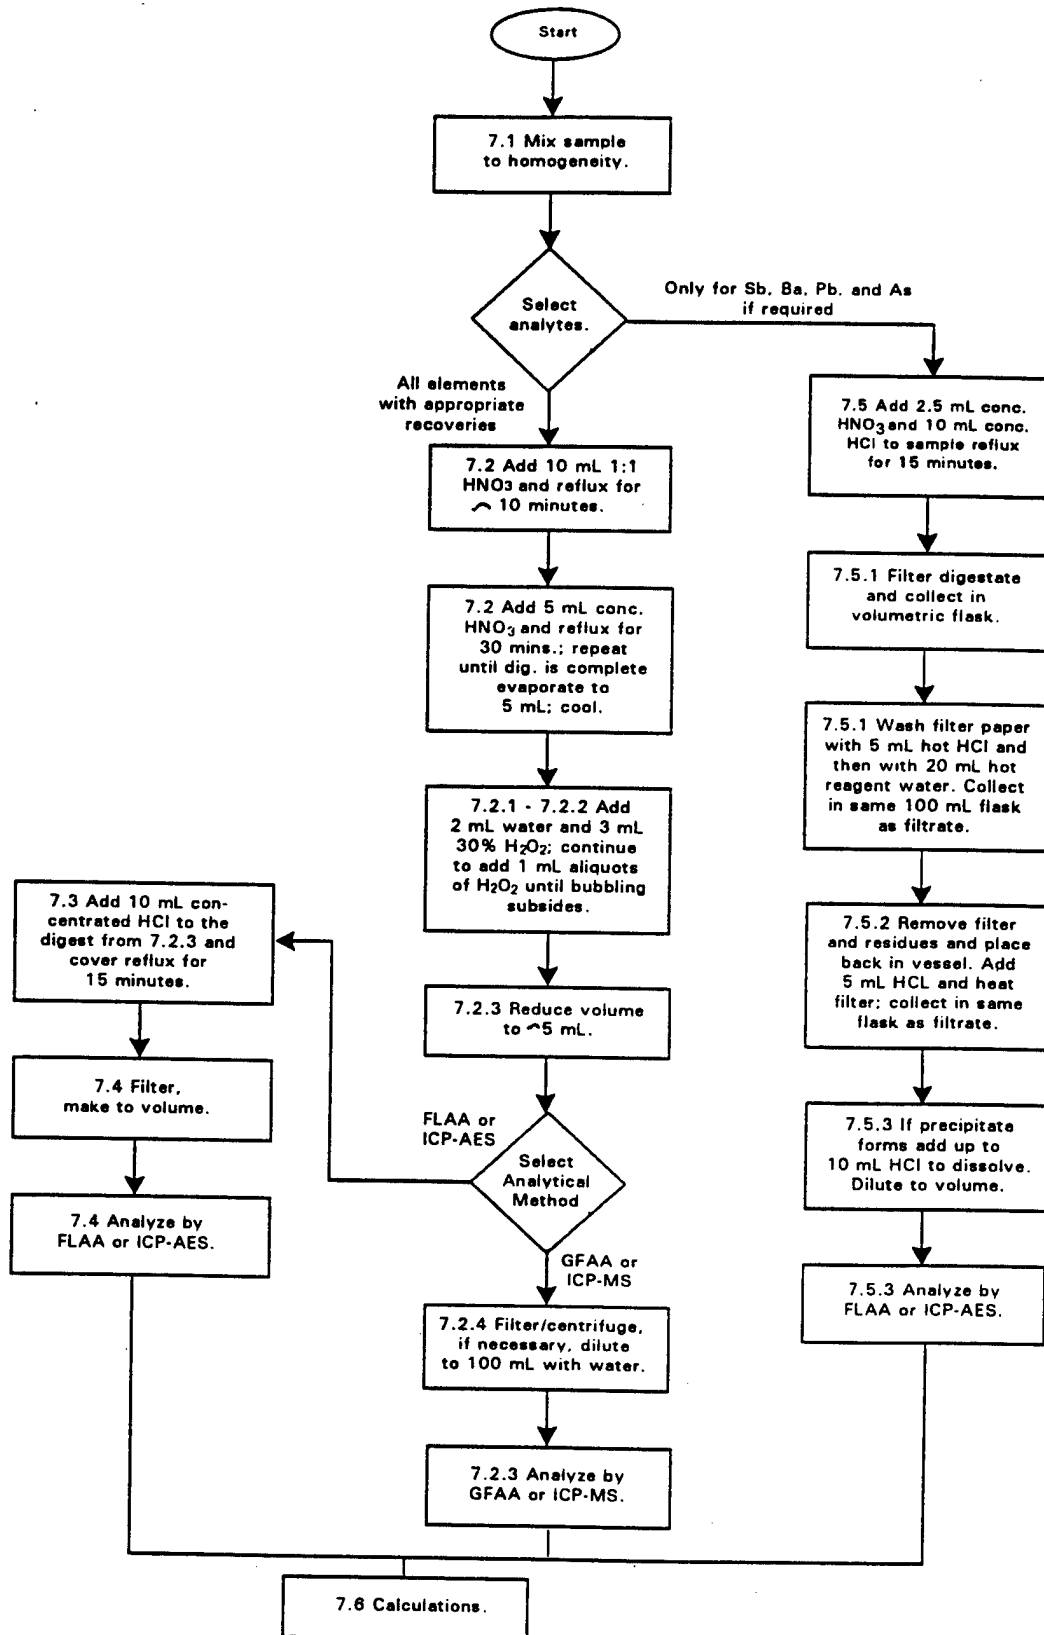 Start
7.1 Mix sample
to homogeneity.
Select
analytes.
Only for Sb, Ba, Pb, and As
if required
All elements
with appropriate
recoveries
7.2 Add 10 mL 1:1
HNO3 and reflux for
~ 10 minutes.
7.2 Add 5 mL conc.
HNO3 and reflux for
30 mins.; repeat
until dig. is complete
evaporate to
5 mL; cool.
7.2.1 - 7.2.2 Add
2 mL water and 3 mL
30% H2O2; continue
to add 1 mL aliquots
of H2O2 until bubbling
subsides.
7.2.3 Reduce volume
to ~5 mL.
Select
Analytical
Method
FLAA or
ICP-AES
7.3 Add 10 mL con-
centrated HCl to the
digest from 7.2.3 and
cover reflux for
15 minutes.
7.4 Filter,
make to volume.
7.4 Analyze by
FLAA or ICP-AES.
GFAA or
ICP-MS
7.2.4 Filter/centrifuge,
if necessary, dilute
to 100 mL with water.
7.2.3 Analyze by
GFAA or ICP-MS.
7.5 Add 2.5 mL conc.
HNO3 and 10 mL conc.
HCl to sample reflux
for 15 minutes.
7.5.1 Filter digestate
and collect in
volumetric flask.
7.5.1 Wash filter paper
with 5 mL hot HCl and
then with 20 mL hot
reagent water. Collect
in same 100 mL flask
as filtrate.
7.5.2 Remove filter
and residues and place
back in vessel. Add
5 mL HCL and heat
filter; collect in same
flask as filtrate.
7.5.3 If precipitate
forms add up to
10 mL HCl to dissolve.
Dilute to volume.
7.5.3 Analyze by
FLAA or ICP-AES.
7.6 Calculations.